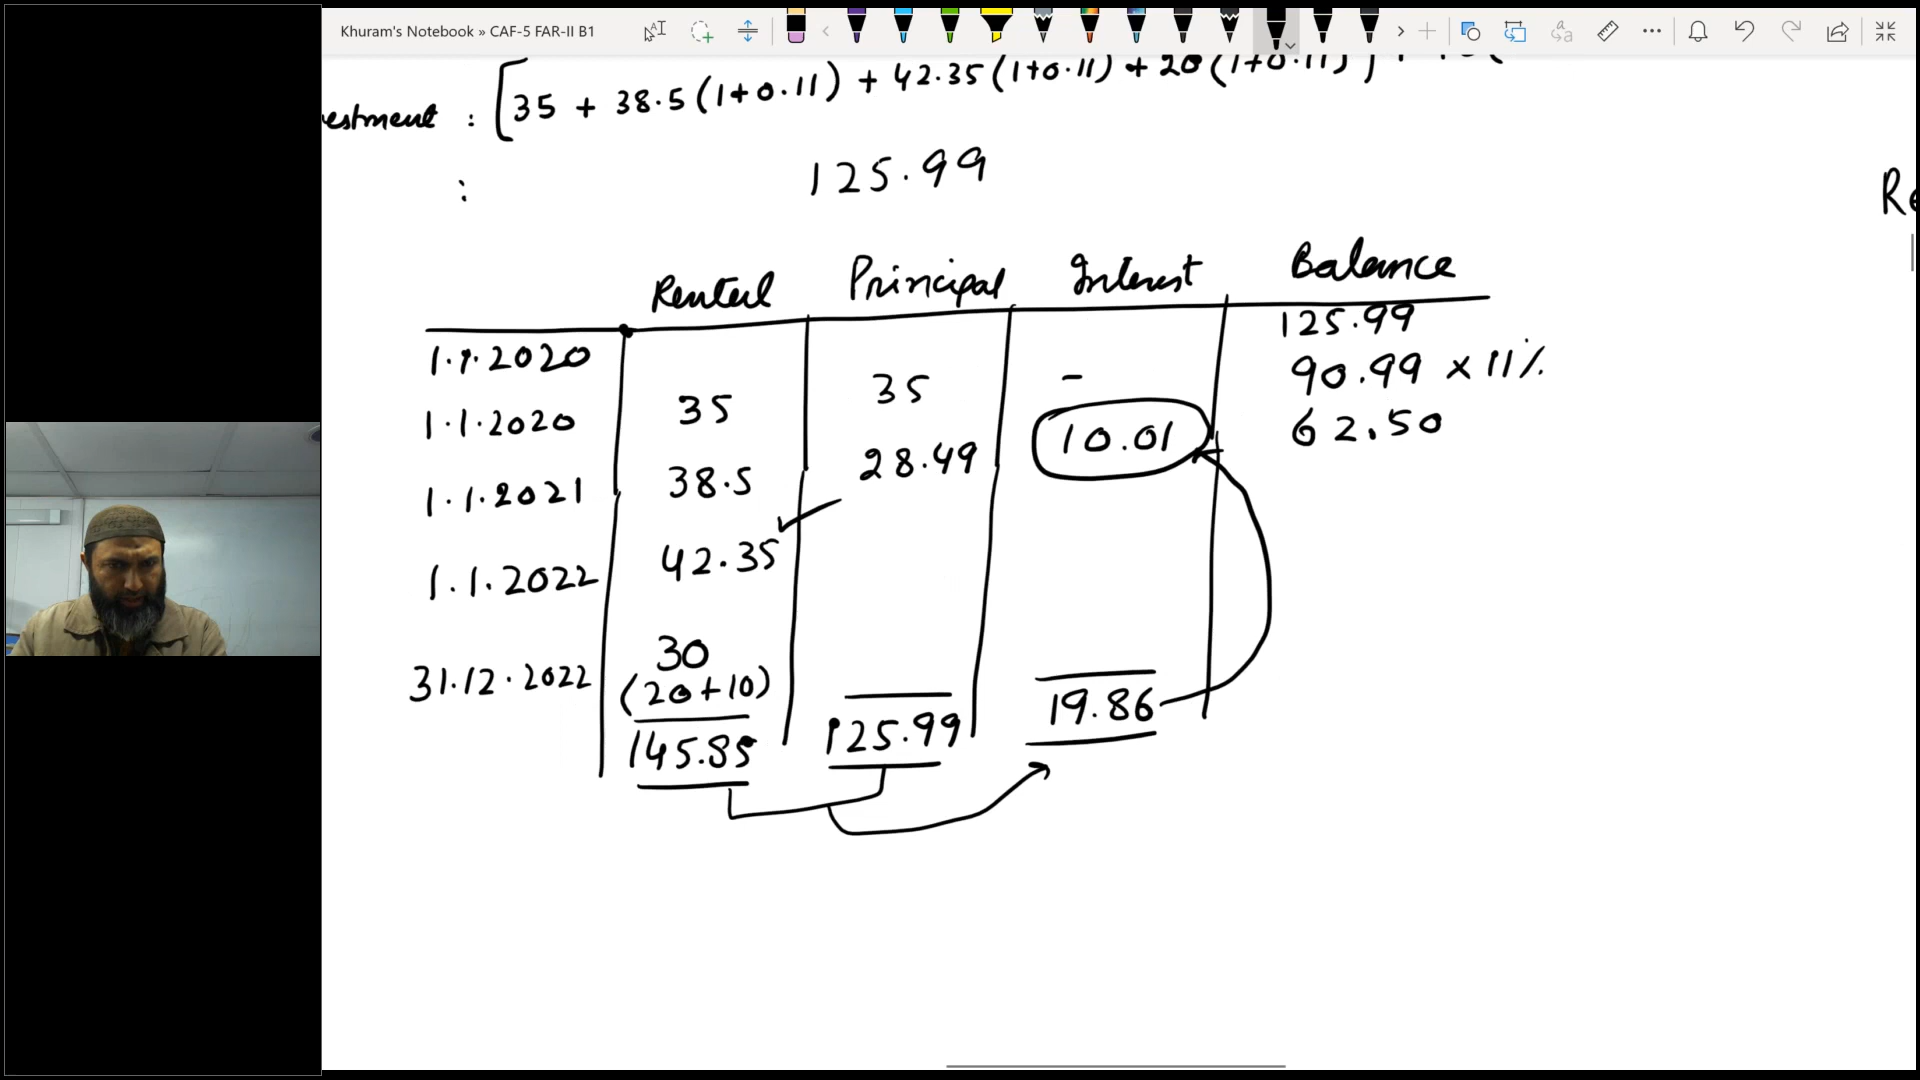 Khuram's Notebook » CAF-5 FAR-II B1
estment : [35 + 38.5(1+0.11) + 42.35(1+0.11) + 20(1+0.11)]
: 125.99
Re
Rental Principal Interest Balance
1.1.2020 125.99
1.1.2020 35 35 - 90.99 x 11%
1.1.2021 38.5 28.49 10.01 62.50
1.1.2022 42.35
31.12.2022 30
(20+10)
145.85 125.99 19.86